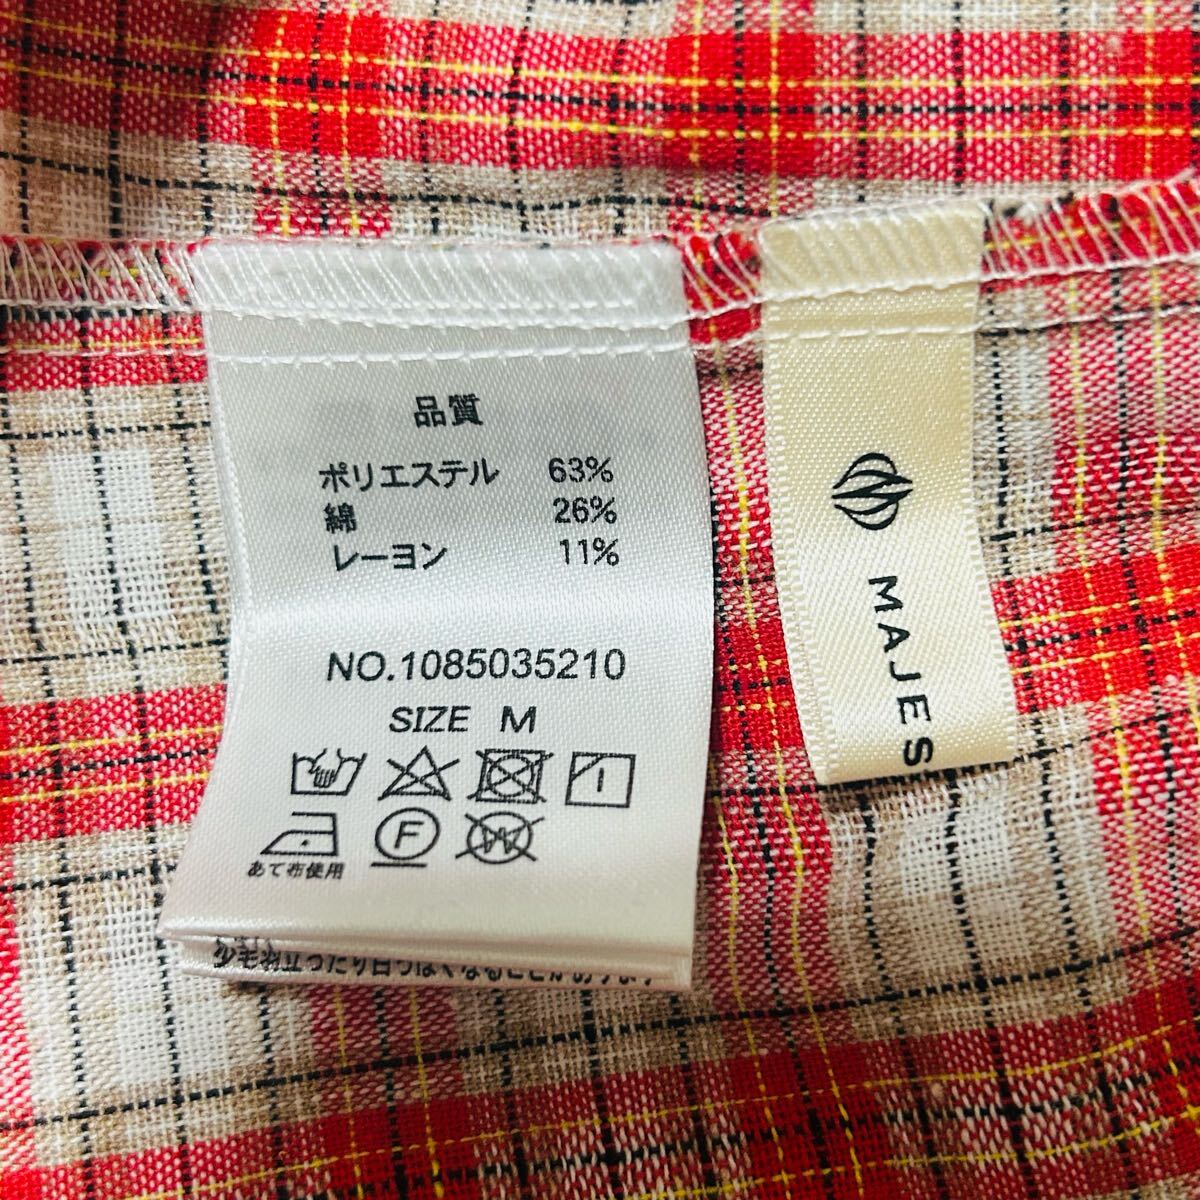 品質
ポリエステル 63%
綿 26%
レーヨン 11%
NO.1085035210
SIZE M
F
W
あて布使用
MAJES